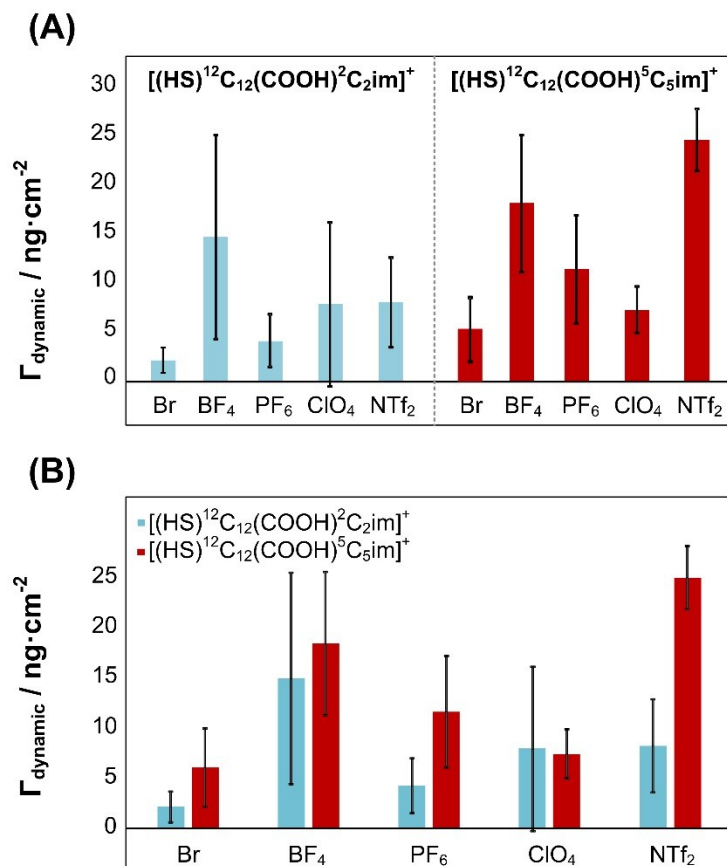 (A)
[(HS)¹²C₁₂(COOH)²C₂im]⁺ [(HS)¹²C₁₂(COOH)⁵C₅im]⁺
Γdynamic / ng·cm⁻²
30
25
20
15
10
5
0
Br BF₄ PF₆ ClO₄ NTf₂ Br BF₄ PF₆ ClO₄ NTf₂
(B)
[(HS)¹²C₁₂(COOH)²C₂im]⁺
[(HS)¹²C₁₂(COOH)⁵C₅im]⁺
Γdynamic / ng·cm⁻²
25
20
15
10
5
0
Br BF₄ PF₆ ClO₄ NTf₂